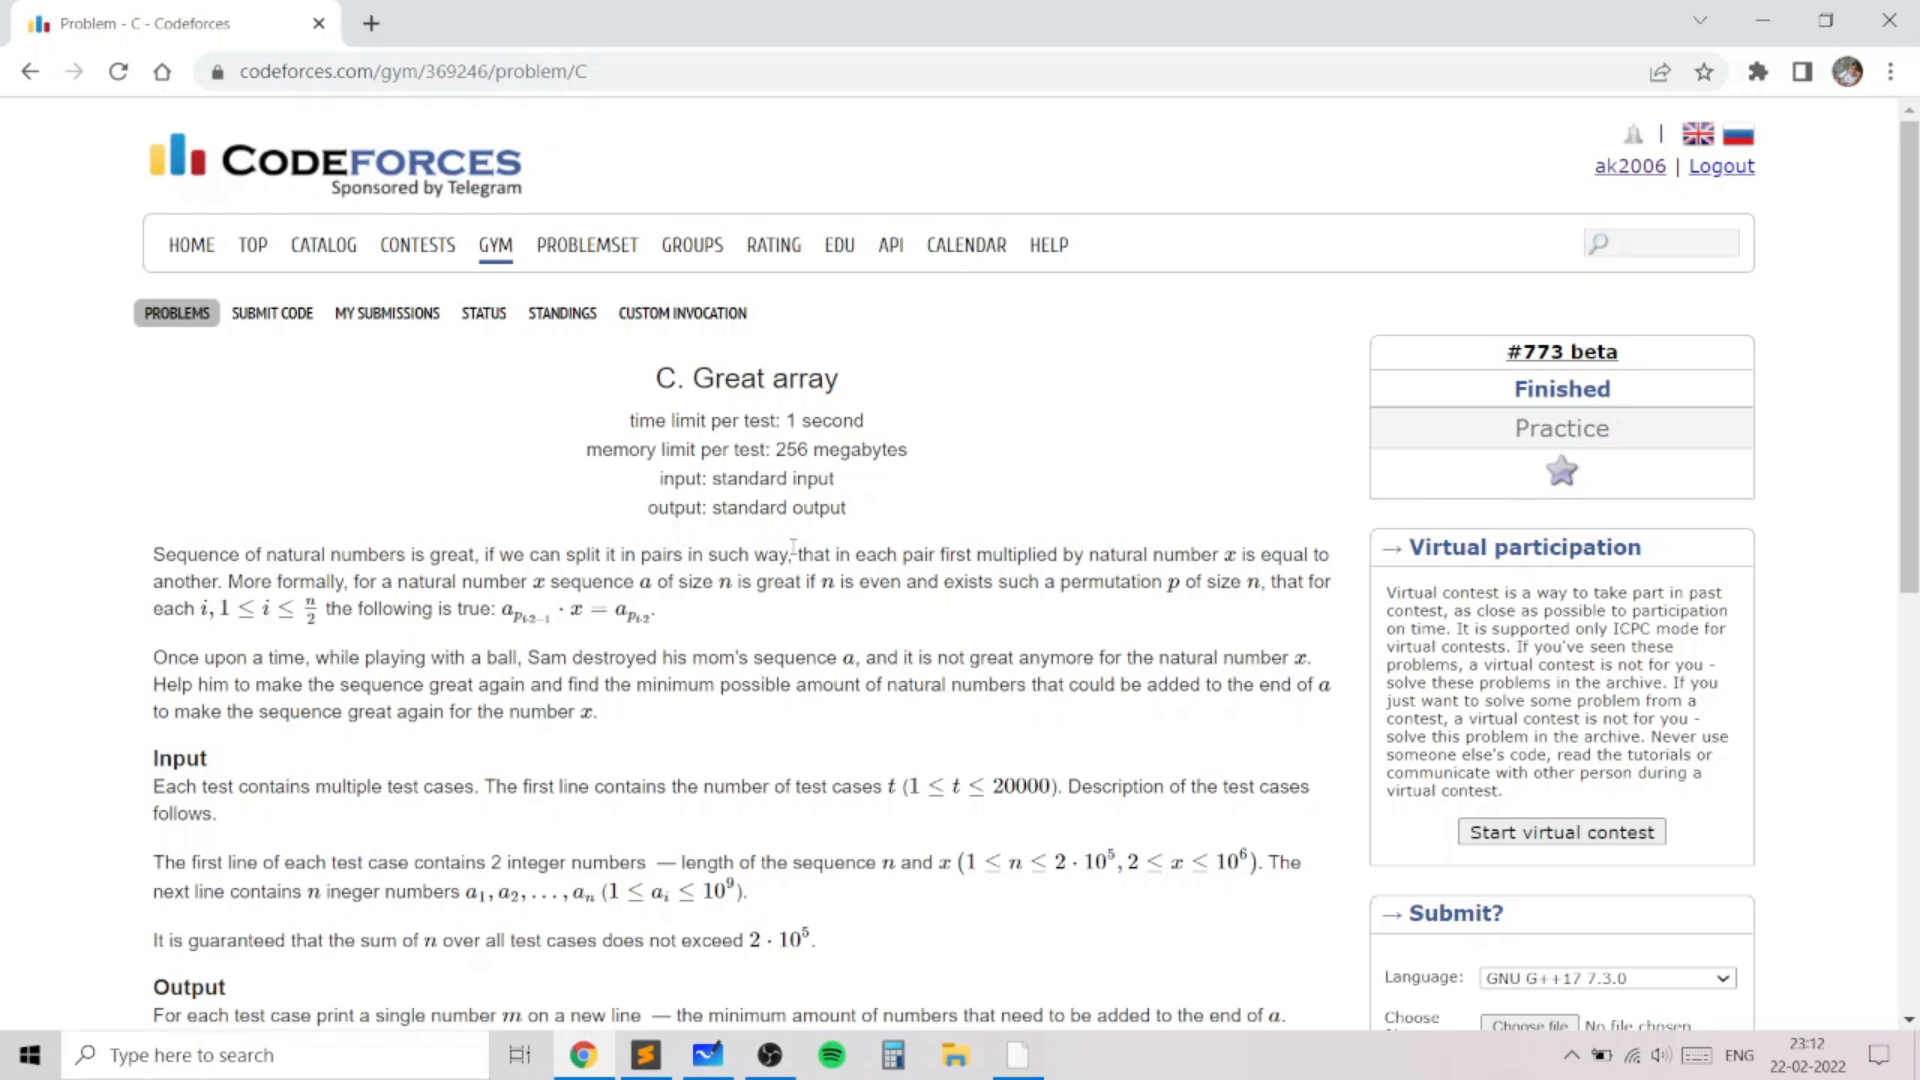 Problem - C - Codeforces
codeforces.com/gym/369246/problem/C
CODEFORCES
Sponsored by Telegram
|
ak2006 | Logout
HOME TOP CATALOG CONTESTS GYM PROBLEMSET GROUPS RATING EDU API CALENDAR HELP
PROBLEMS SUBMIT CODE MY SUBMISSIONS STATUS STANDINGS CUSTOM INVOCATION
C. Great array
time limit per test: 1 second
memory limit per test: 256 megabytes
input: standard input
output: standard output
Sequence of natural numbers is great, if we can split it in pairs in such way, that in each pair first multiplied by natural number x is equal to
another. More formally, for a natural number x sequence a of size n is great if n is even and exists such a permutation p of size n, that for
each i, 1 ≤ i ≤ n/2 the following is true: a_{p_{i·2−1}} · x = a_{p_{i·2}}.
Once upon a time, while playing with a ball, Sam destroyed his mom's sequence a, and it is not great anymore for the natural number x.
Help him to make the sequence great again and find the minimum possible amount of natural numbers that could be added to the end of a
to make the sequence great again for the number x.
Input
Each test contains multiple test cases. The first line contains the number of test cases t (1 ≤ t ≤ 20000). Description of the test cases
follows.
The first line of each test case contains 2 integer numbers — length of the sequence n and x (1 ≤ n ≤ 2 · 10^5, 2 ≤ x ≤ 10^6). The
next line contains n ineger numbers a_1, a_2, . . . , a_n (1 ≤ a_i ≤ 10^9).
It is guaranteed that the sum of n over all test cases does not exceed 2 · 10^5.
Output
For each test case print a single number m on a new line — the minimum amount of numbers that need to be added to the end of a.
#773 beta
Finished
Practice
→ Virtual participation
Virtual contest is a way to take part in past
contest, as close as possible to participation
on time. It is supported only ICPC mode for
virtual contests. If you've seen these
problems, a virtual contest is not for you -
solve these problems in the archive. If you
just want to solve some problem from a
contest, a virtual contest is not for you -
solve this problem in the archive. Never use
someone else's code, read the tutorials or
communicate with other person during a
virtual contest.
Start virtual contest
→ Submit?
Language: GNU G++17 7.3.0
Choose
Choose file No file chosen
Type here to search
ENG
23:12
22-02-2022